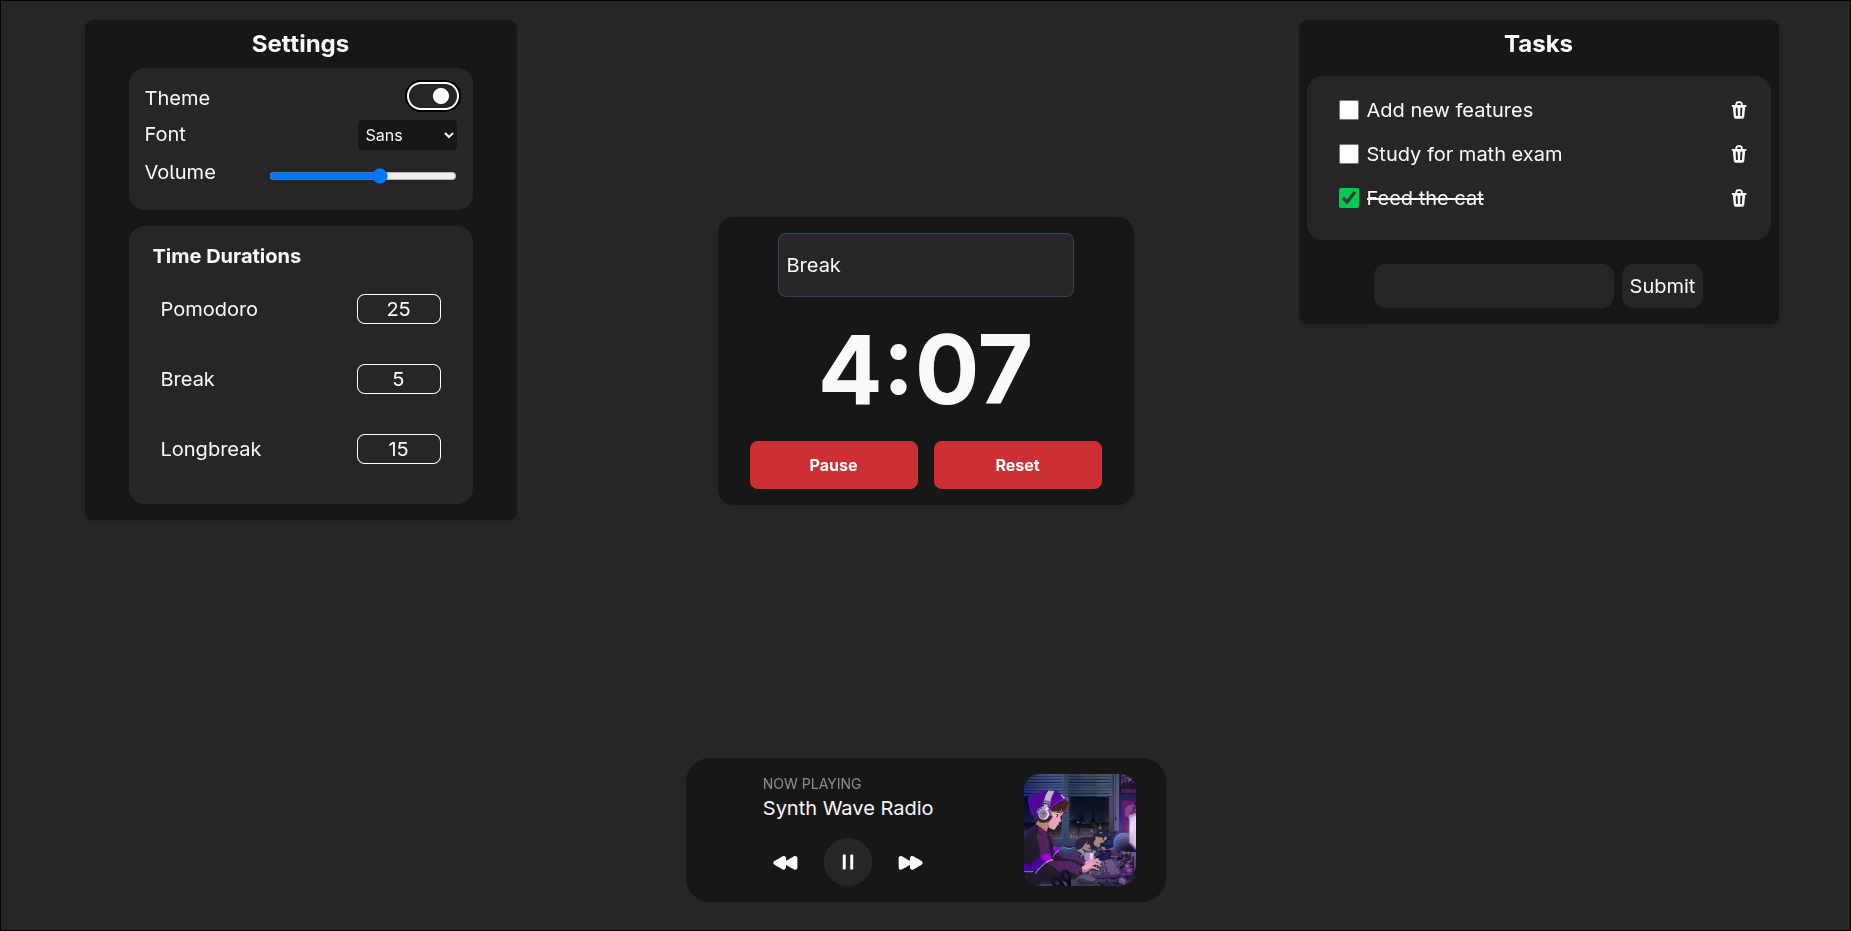 Settings
Theme
Font
Sans
Volume
Time Durations
Pomodoro 25
Break 5
Longbreak 15
Break
4:07
Pause
Reset
Tasks
Add new features
Study for math exam
Feed the cat
Submit
NOW PLAYING
Synth Wave Radio